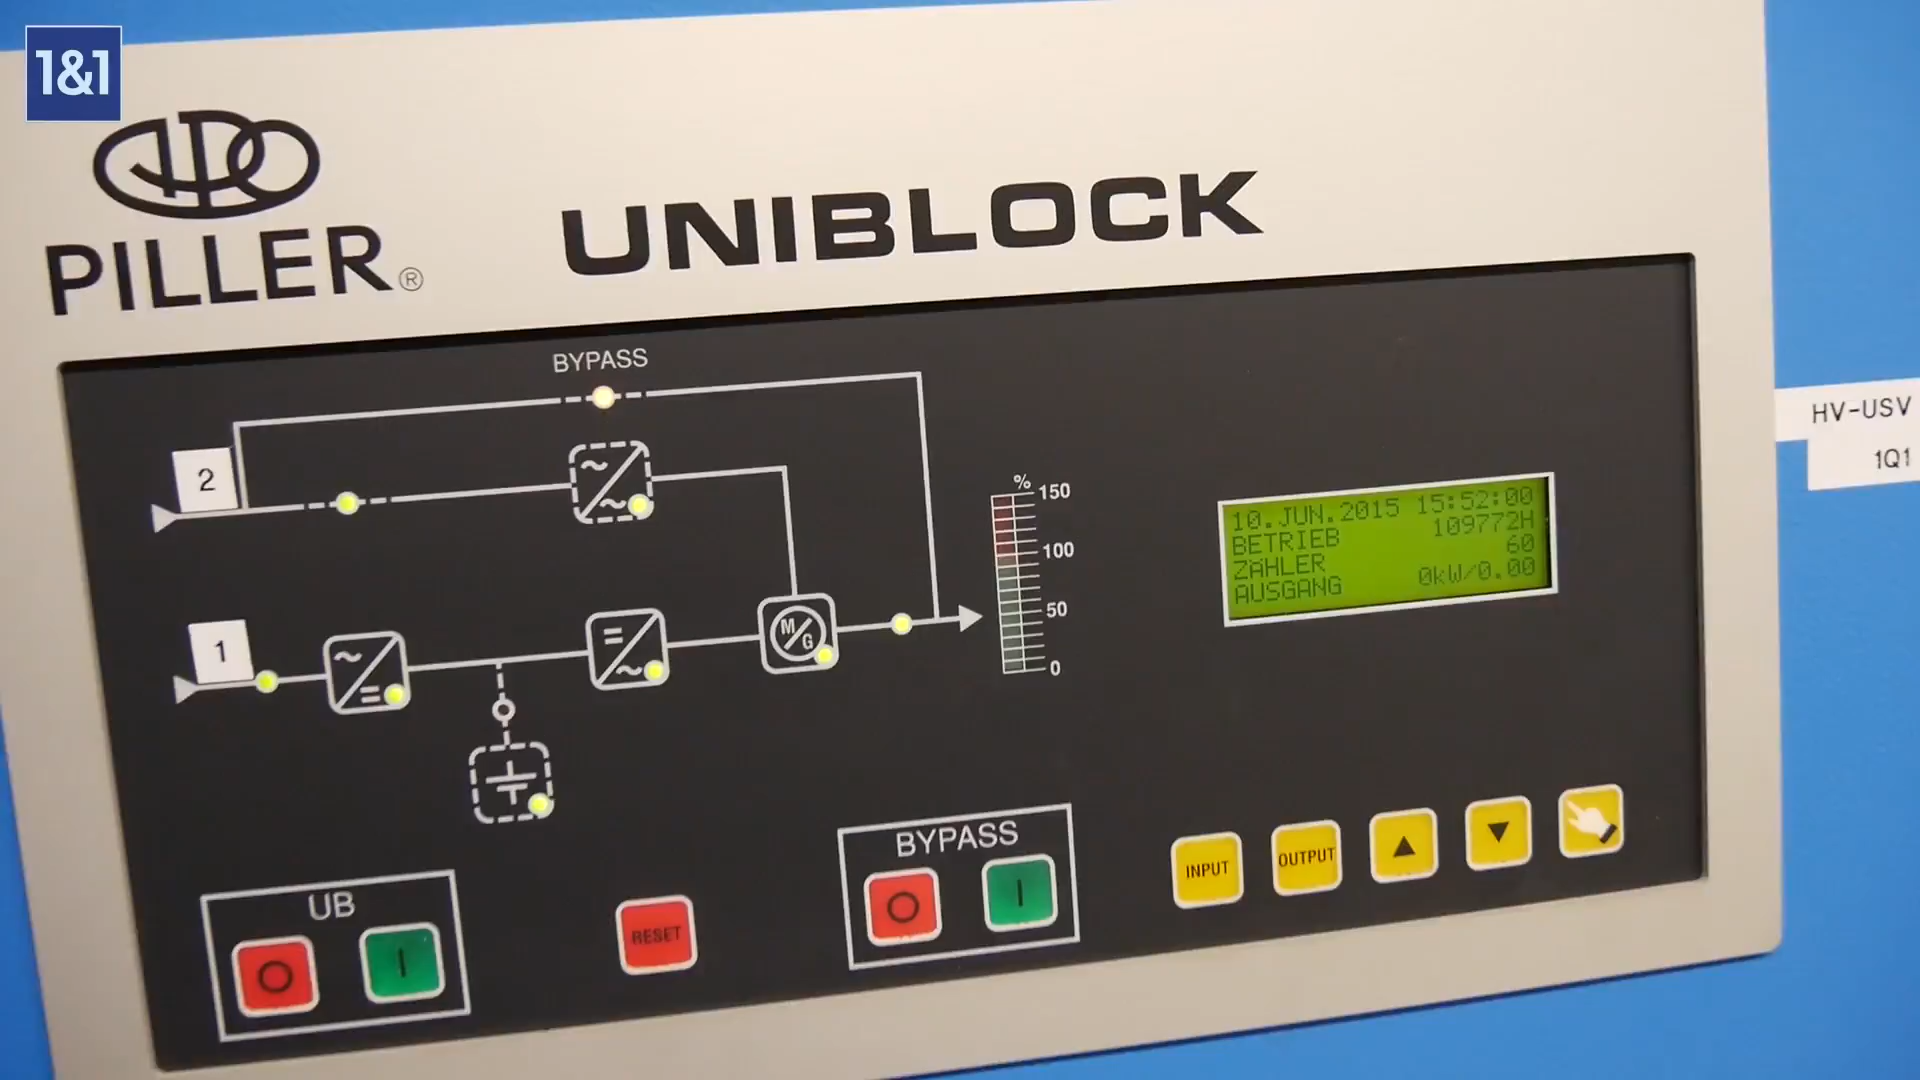 1&1
PILLER®
UNIBLOCK
BYPASS
2
1
M/G
%
150
100
50
0
10.JUN.2015 15:52:00
BETRIEB 109772H
ZÄHLER 60
AUSGANG 0kW/0.00
HV-USV
1Q1
UB
O
I
RESET
BYPASS
O
I
INPUT
OUTPUT